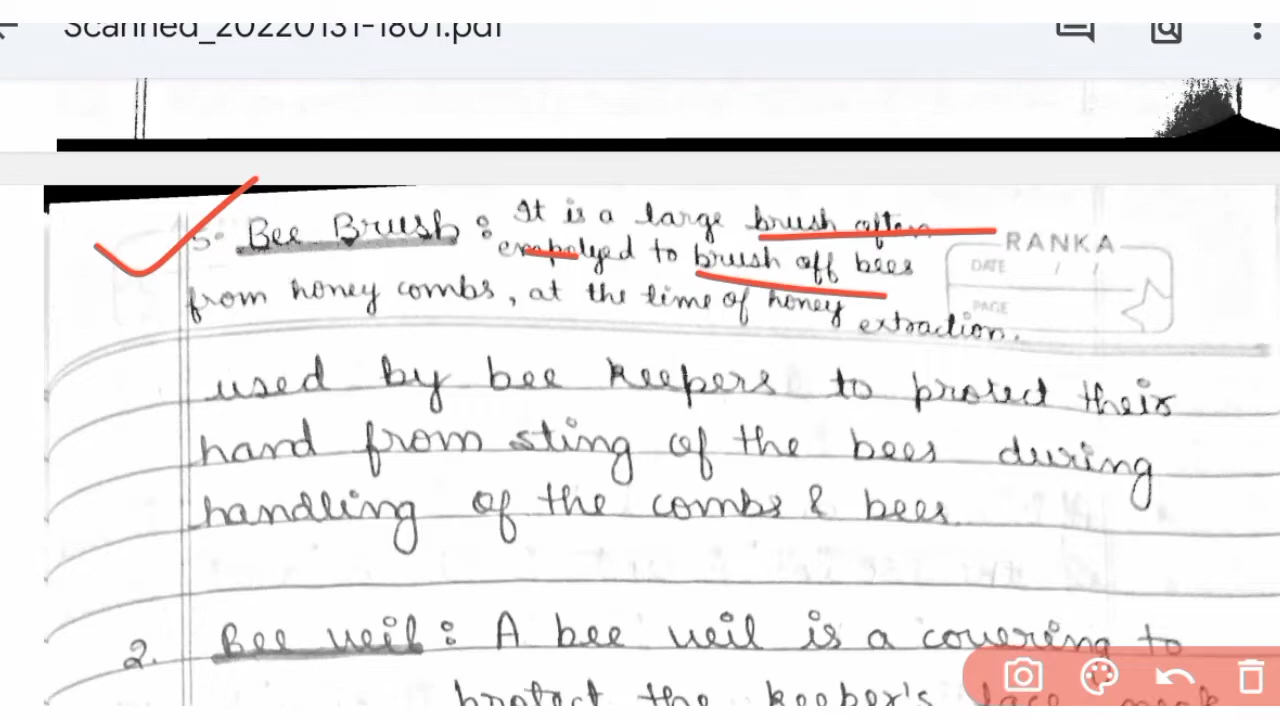 Scanned_20220131-1801.pdf
5. Bee Brush : It is a large brush often
empolyed to brush off bees
from honey combs, at the time of honey extraction.
RANKA
DATE / /
PAGE
used by bee keepers to protect their
hand from sting of the bees during
handling of the combs & bees.
2. Bee veil : A bee veil is a covering to
protect the keeper's face neck